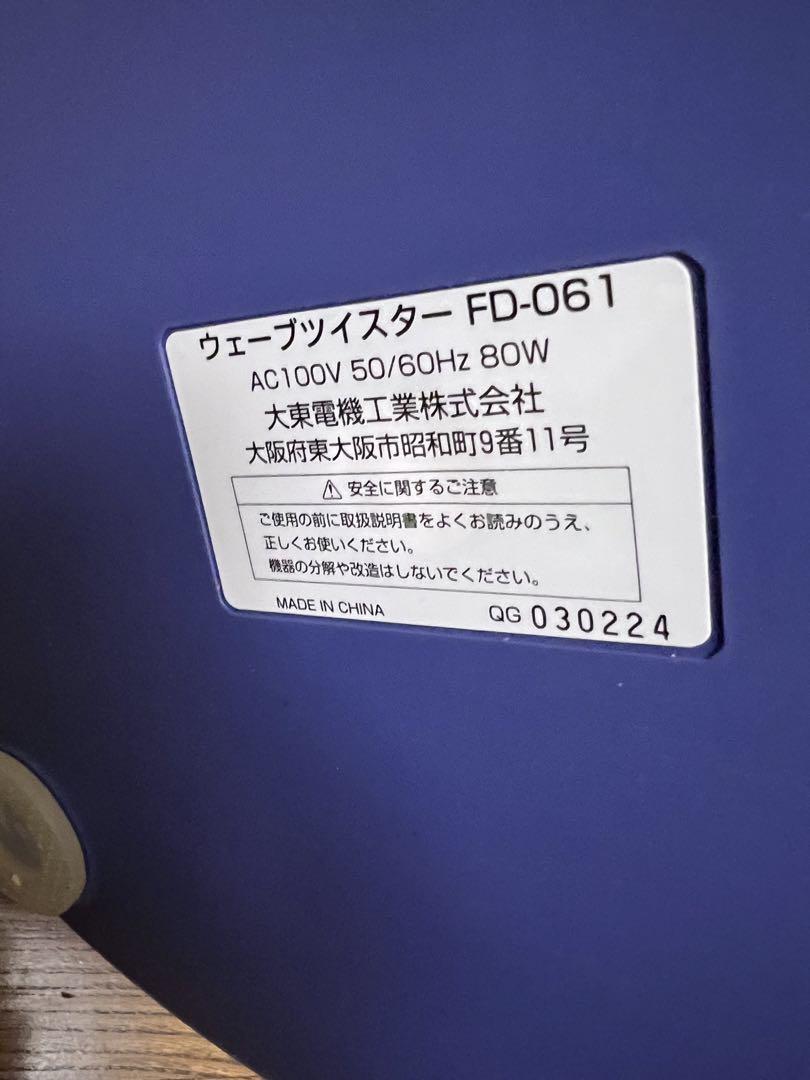 ウェーブツイスター FD-061
AC100V 50/60Hz 80W
大東電機工業株式会社
大阪府東大阪市昭和町9番11号
⚠ 安全に関するご注意
ご使用の前に取扱説明書をよくお読みのうえ、
正しくお使いください。
機器の分解や改造はしないでください。
MADE IN CHINA QG 030224